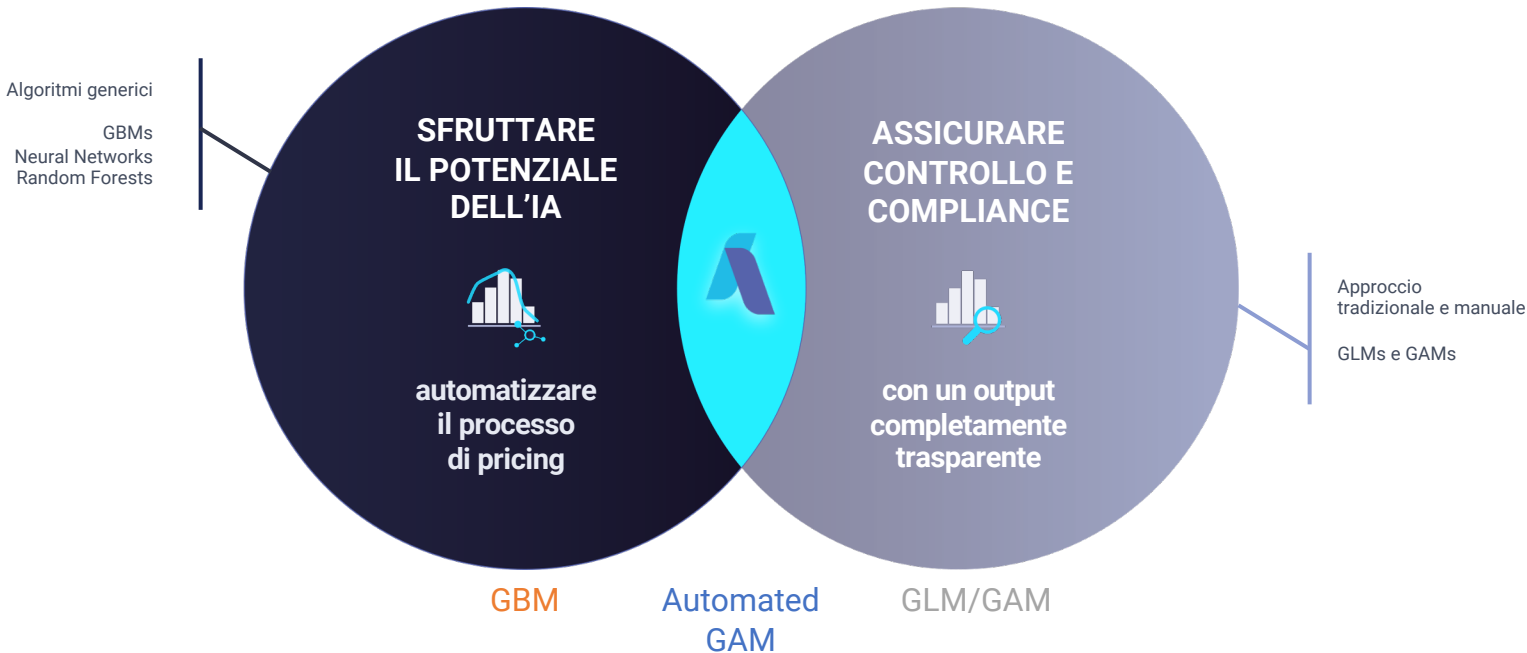 Algoritmi generici
GBMs
Neural Networks
Random Forests
SFRUTTARE
IL POTENZIALE
DELL’IA
automatizzare
il processo
di pricing
ASSICURARE
CONTROLLO E
COMPLIANCE
con un output
completamente
trasparente
Approccio
tradizionale e manuale
GLMs e GAMs
GBM
Automated
GAM
GLM/GAM